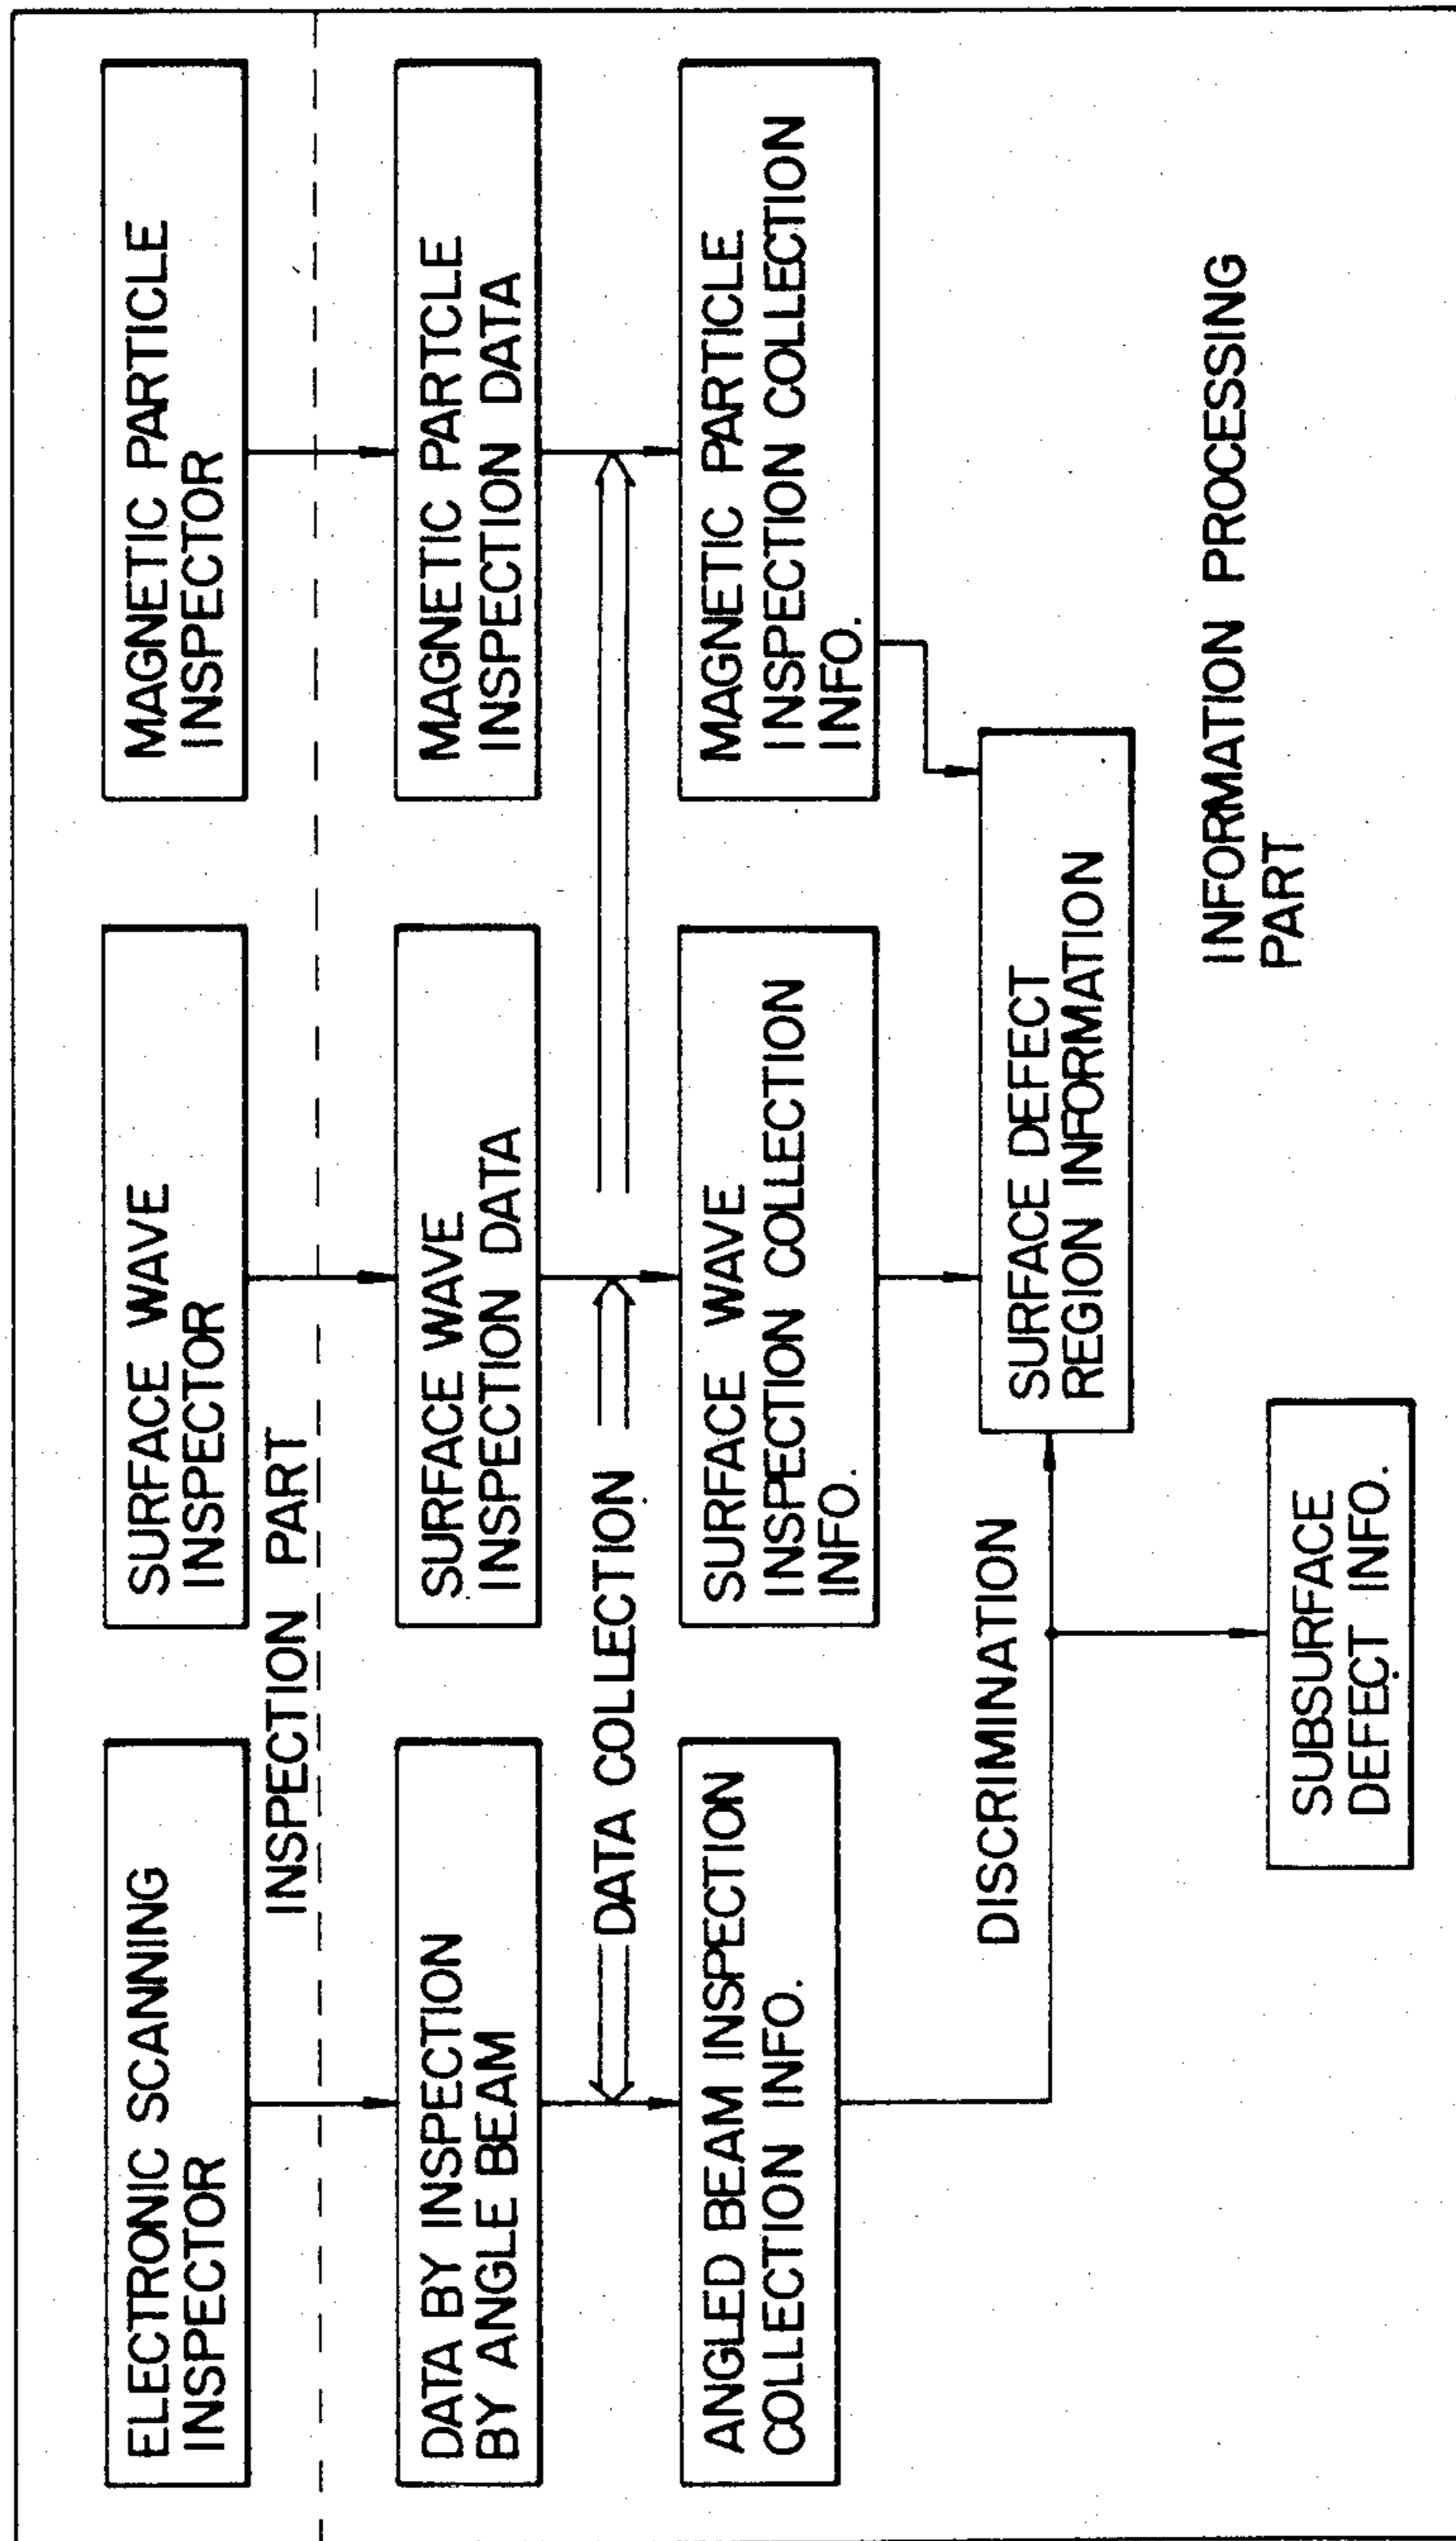 ELECTRONIC SCANNING
INSPECTOR
SURFACE WAVE
INSPECTOR
MAGNETIC PARTICLE
INSPECTOR
INSPECTION PART
DATA BY INSPECTION
BY ANGLE BEAM
SURFACE WAVE
INSPECTION DATA
MAGNETIC PARTCLE
INSPECTION DATA
DATA COLLECTION
ANGLED BEAM INSPECTION
COLLECTION INFO.
SURFACE WAVE
INSPECTION COLLECTION
INFO.
MAGNETIC PARTICLE
INSPECTION COLLECTION
INFO.
DISCRIMINATION
SURFACE DEFECT
REGION INFORMATION
SUBSURFACE
DEFECT INFO.
INFORMATION PROCESSING
PART